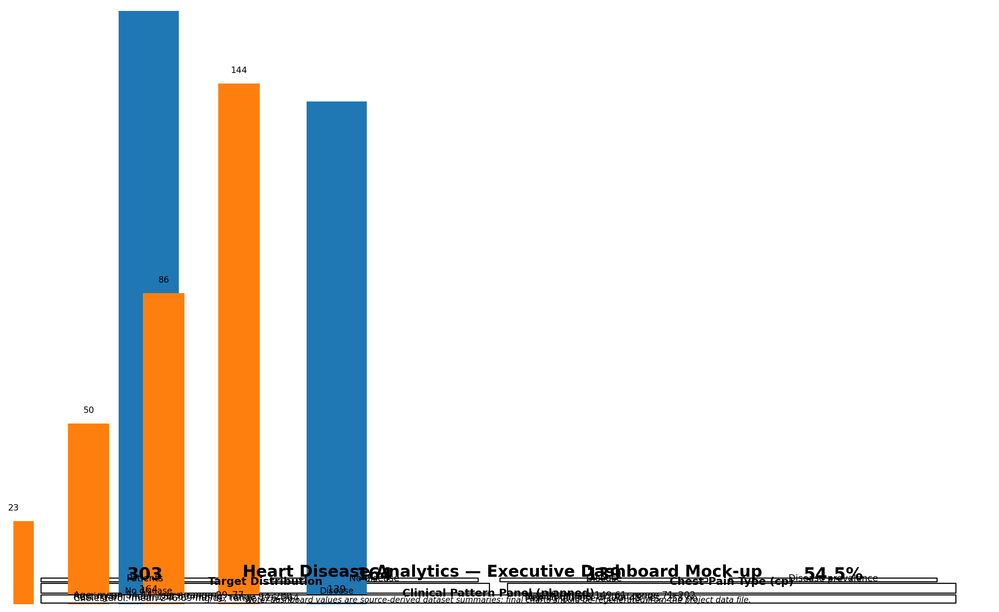 144
86
50
23
Heart Disease Analytics — Executive Dashboard Mock-up
303
164
139
54.5%
Patients
No disease
Disease
Disease prevalence
Target Distribution
Chest-Pain Type (cp)
164
139
No disease
Disease
Clinical Pattern Panel (planned)
Note: dashboard values are source-derived dataset summaries; final charts should be regenerated from the project data file.